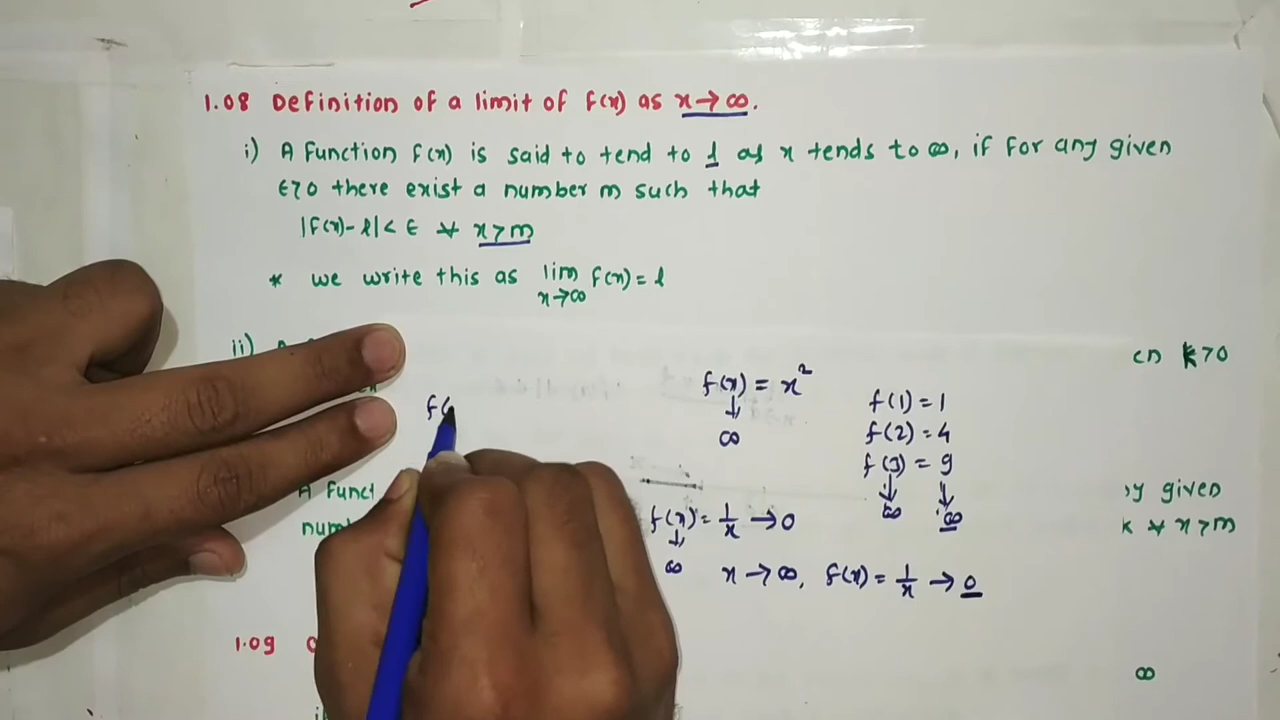 1.08 Definition of a limit of f(x) as x→∞.
i) A function f(x) is said to tend to l as x tends to ∞, if for any given
ϵ>0 there exist a number m such that
|f(x)-l|< ϵ ∀ x>m
* we write this as lim x→∞ f(x)= l
ii) A
k>0
f(x) = x²
↓
∞
f(1)=1
f(2)=4
f(3)=9
↓ ↓
∞ ∞
f(
A funct
y given
num
k ∀ x>m
f(x)= 1/x →0
↓
∞
x→∞, f(x)= 1/x →0
1.09
∞